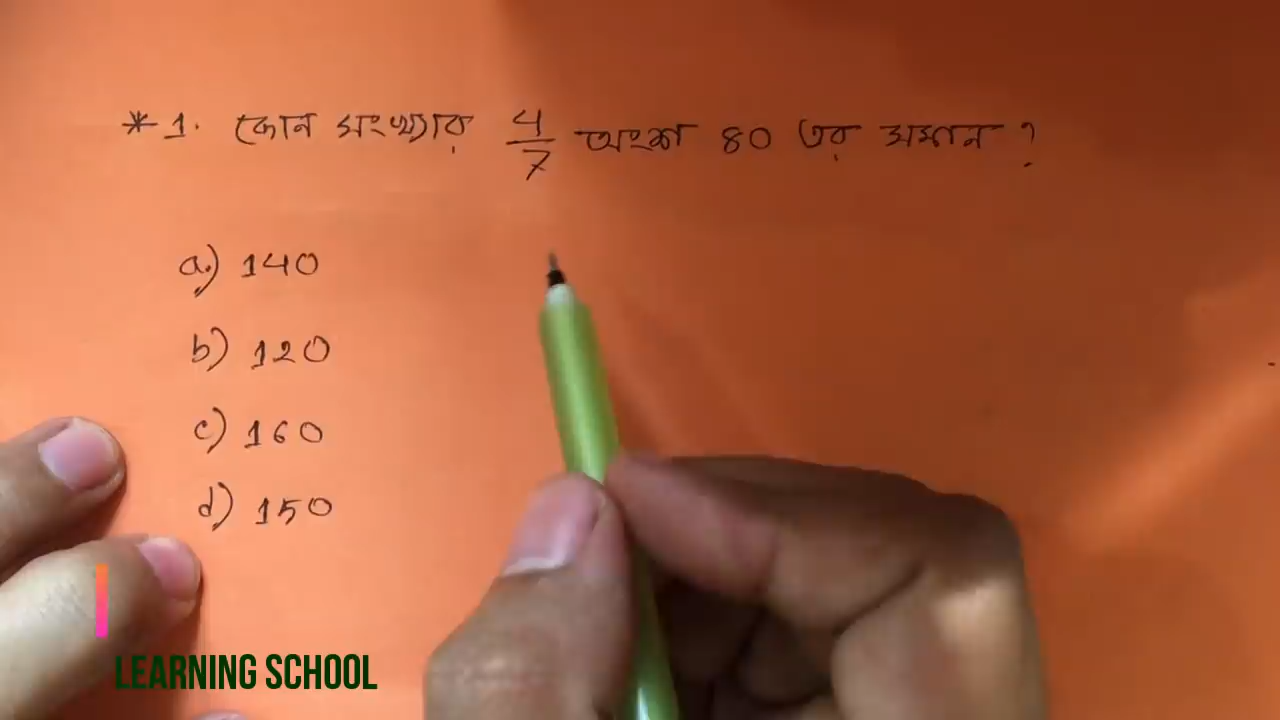 * 1. কোন সংখ্যার 4/7 অংশ 80 এর সমান ?
a) 140
b) 120
c) 160
d) 150
LEARNING SCHOOL